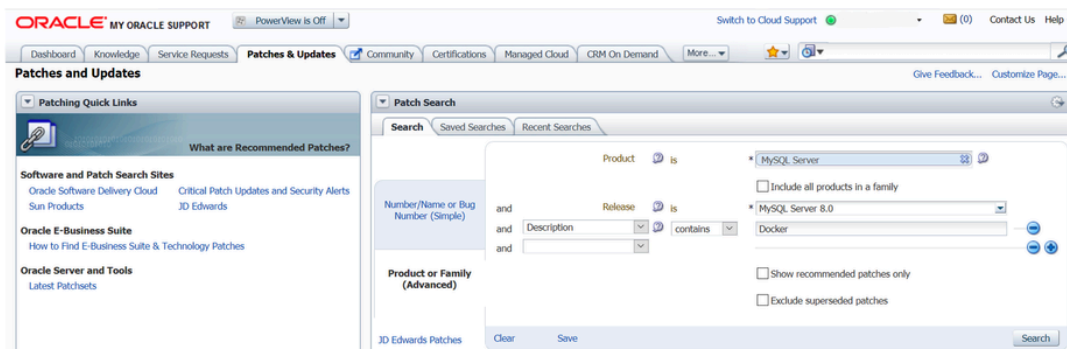 ORACLE MY ORACLE SUPPORT PowerView is Off Switch to Cloud Support (0) Contact Us Help
Dashboard Knowledge Service Requests Patches & Updates Community Certifications Managed Cloud CRM On Demand More...
Patches and Updates Give Feedback... Customize Page...
Patching Quick Links
What are Recommended Patches?
Software and Patch Search Sites
Oracle Software Delivery Cloud Critical Patch Updates and Security Alerts
Sun Products JD Edwards
Oracle E-Business Suite
How to Find E-Business Suite & Technology Patches
Oracle Server and Tools
Latest Patchsets
Patch Search
Search Saved Searches Recent Searches
Number/Name or Bug
Number (Simple)
Product or Family
(Advanced)
JD Edwards Patches
Product is * MySQL Server
Include all products in a family
and Release is * MySQL Server 8.0
and Description contains Docker
and
Show recommended patches only
Exclude superseded patches
Clear Save Search